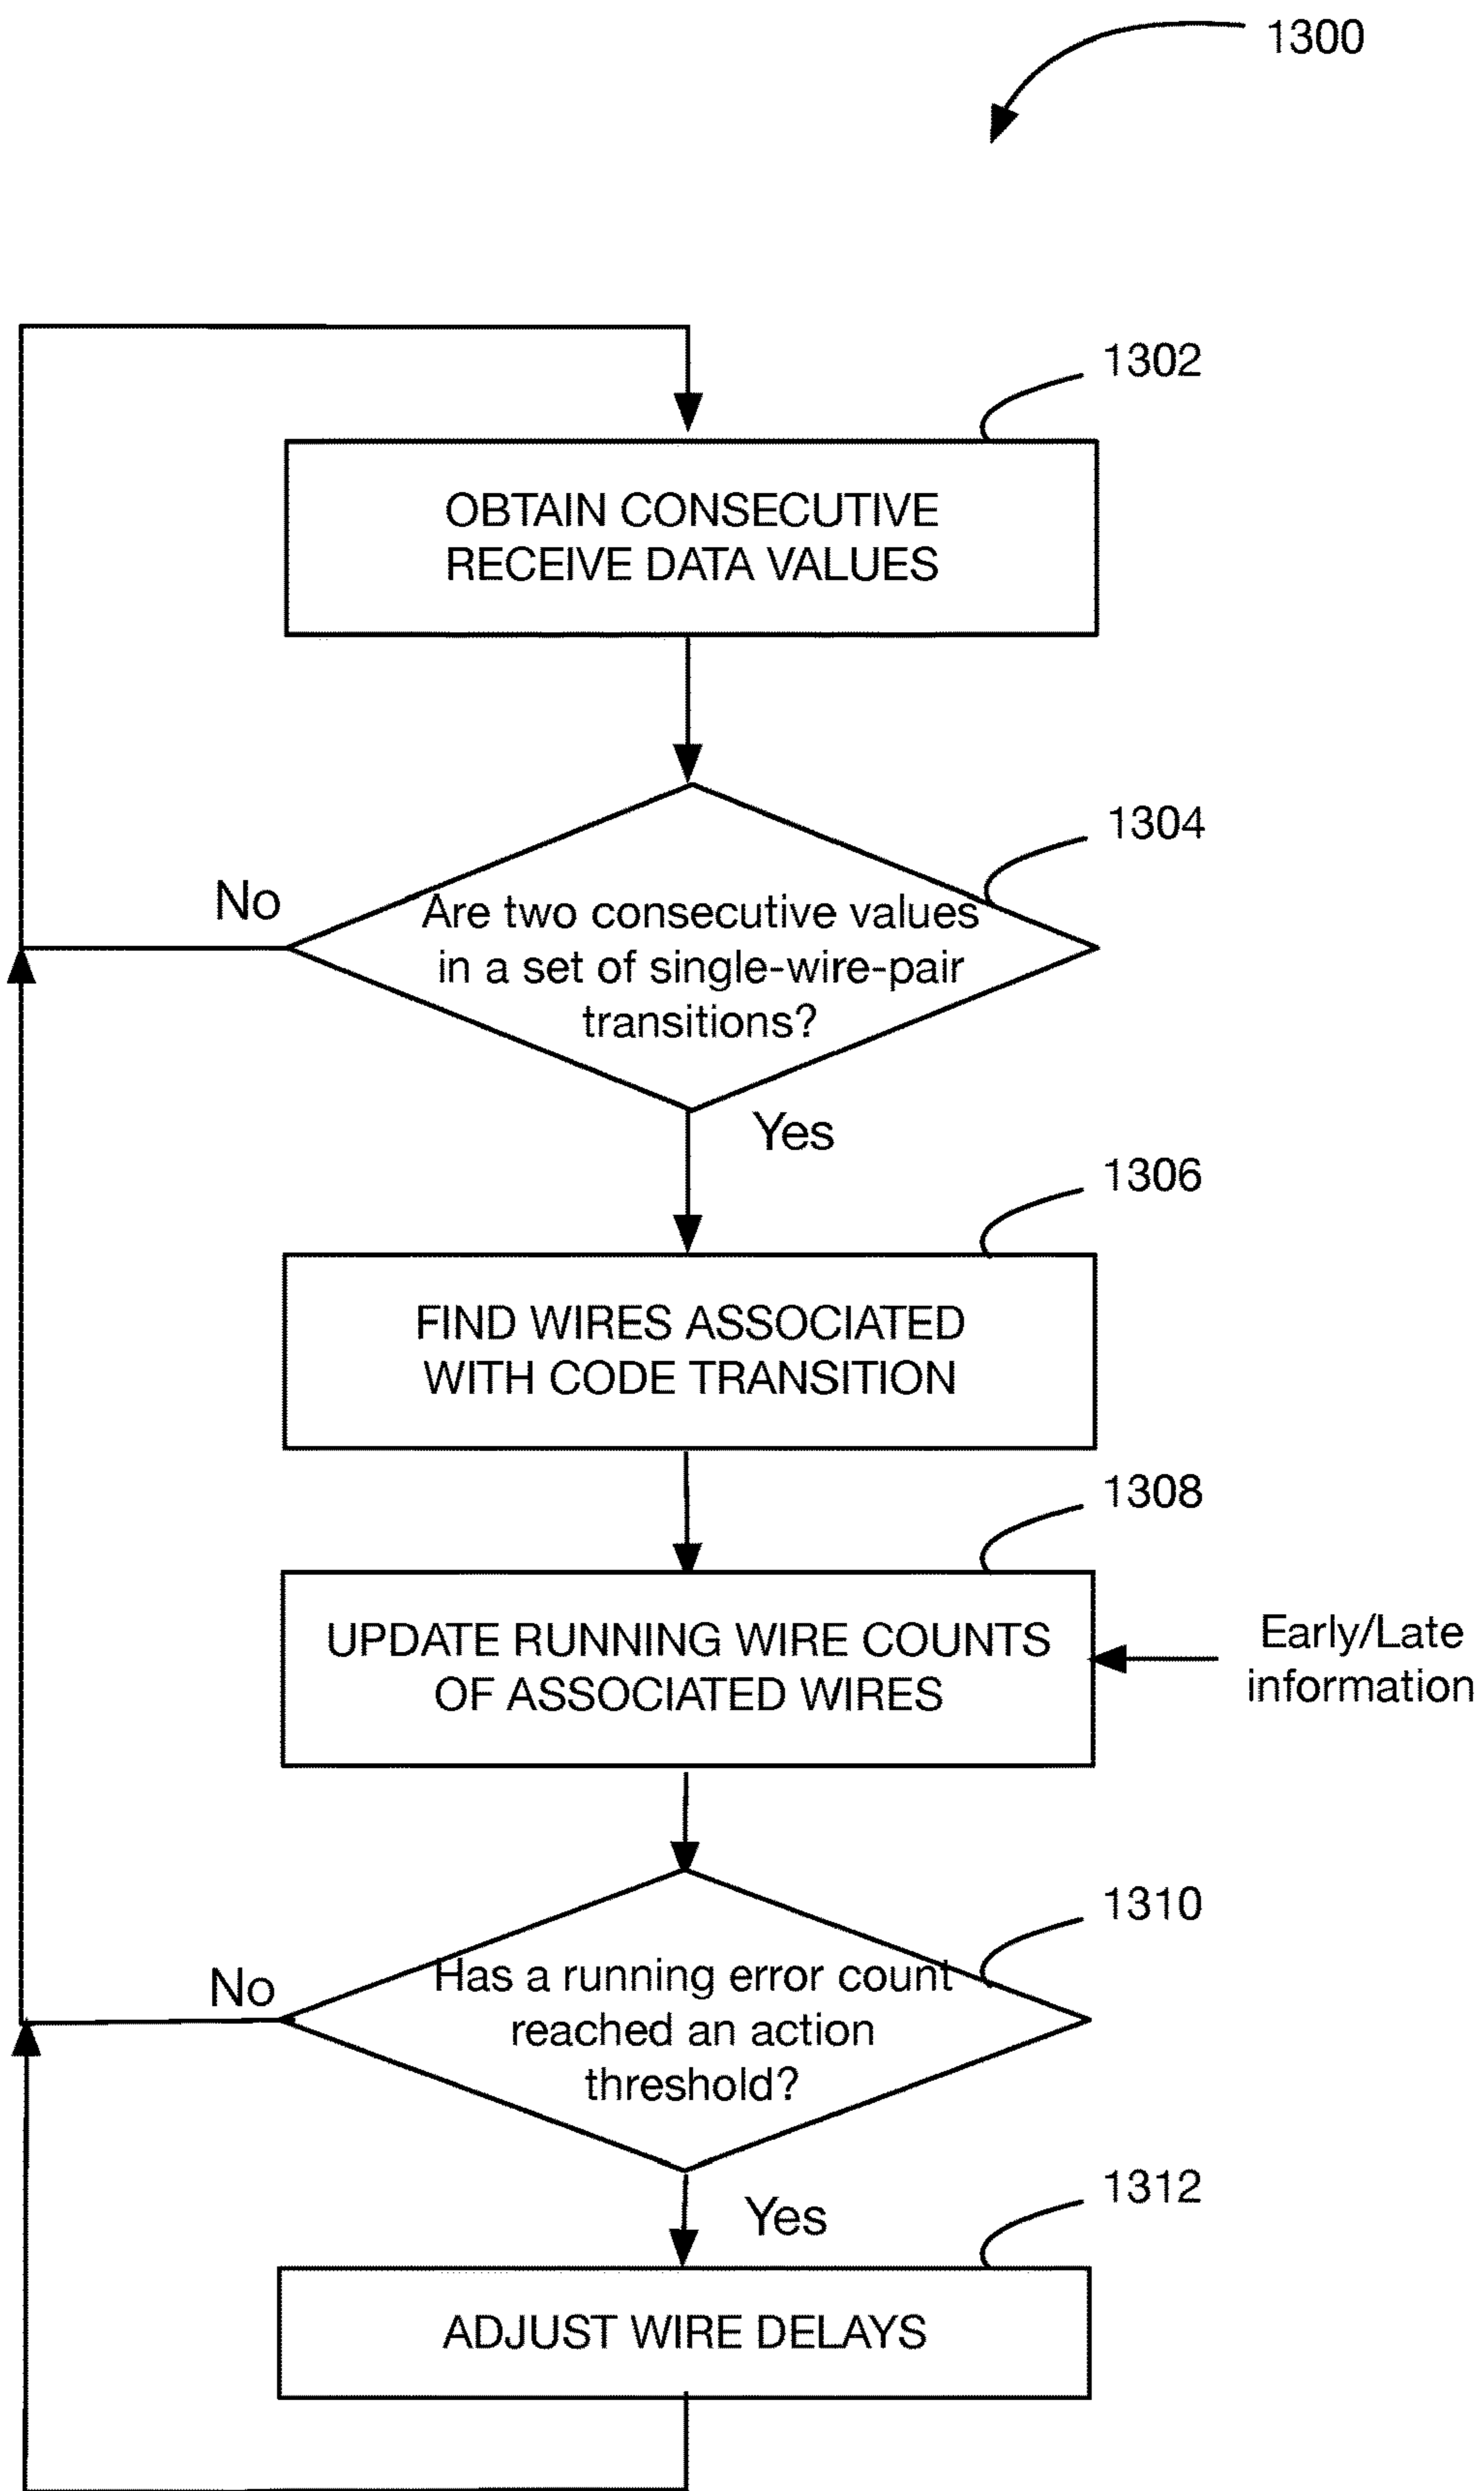 1300
1302
OBTAIN CONSECUTIVE
RECEIVE DATA VALUES
1304
No
Are two consecutive values
in a set of single-wire-pair
transitions?
Yes
1306
FIND WIRES ASSOCIATED
WITH CODE TRANSITION
1308
UPDATE RUNNING WIRE COUNTS
OF ASSOCIATED WIRES
Early/Late
information
1310
No
Has a running error count
reached an action
threshold?
Yes
1312
ADJUST WIRE DELAYS